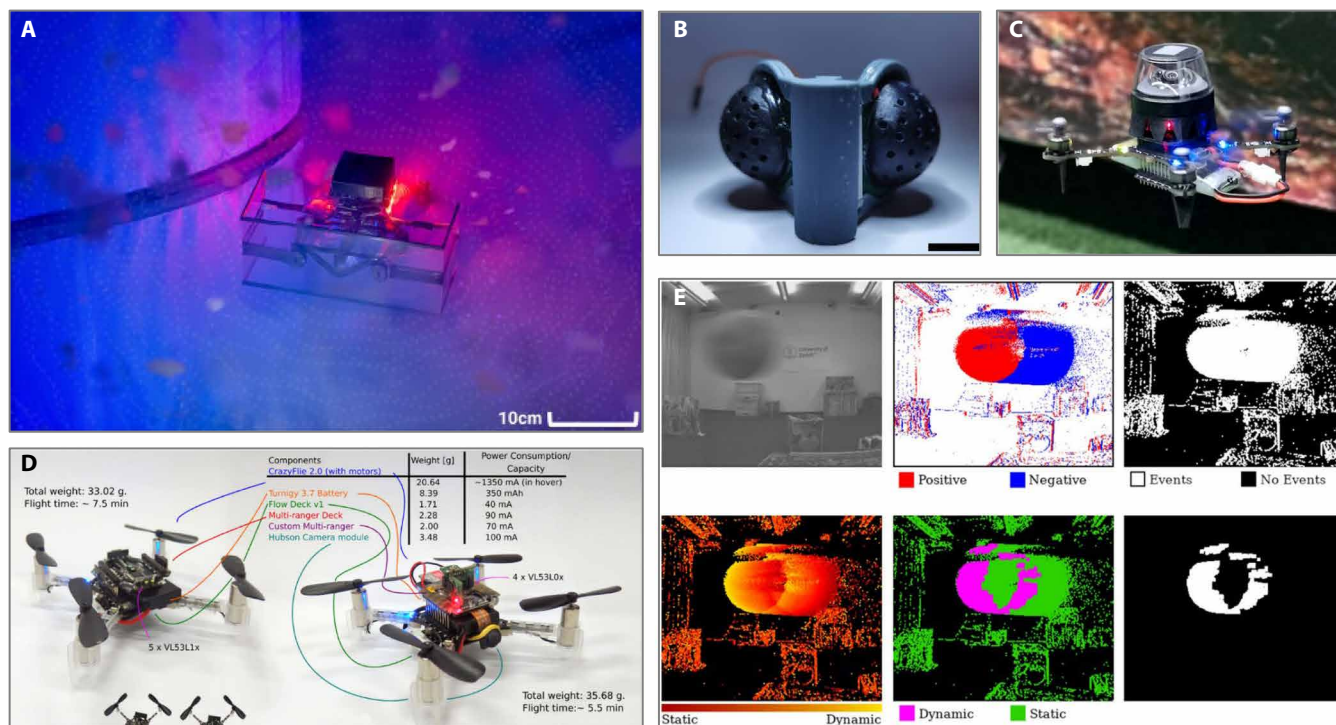 A
10cm
B
C
D
Total weight: 33.02 g.
Flight time: ~ 7.5 min
Components Weight [g] Power Consumption/
Capacity
CrazyFlie 2.0 (with motors) 20.64 ~1350 mA (in hover)
Turnigy 3.7 Battery 8.39 350 mAh
Flow Deck v1 1.71 40 mA
Multi-ranger Deck 2.28 90 mA
Custom Multi-ranger 2.00 70 mA
Hubson Camera module 3.48 100 mA
4 x VL53L0x
5 x VL53L1x
Total weight: 35.68 g.
Flight time:~ 5.5 min
E
Positive Negative
Events No Events
Static Dynamic
Dynamic Static